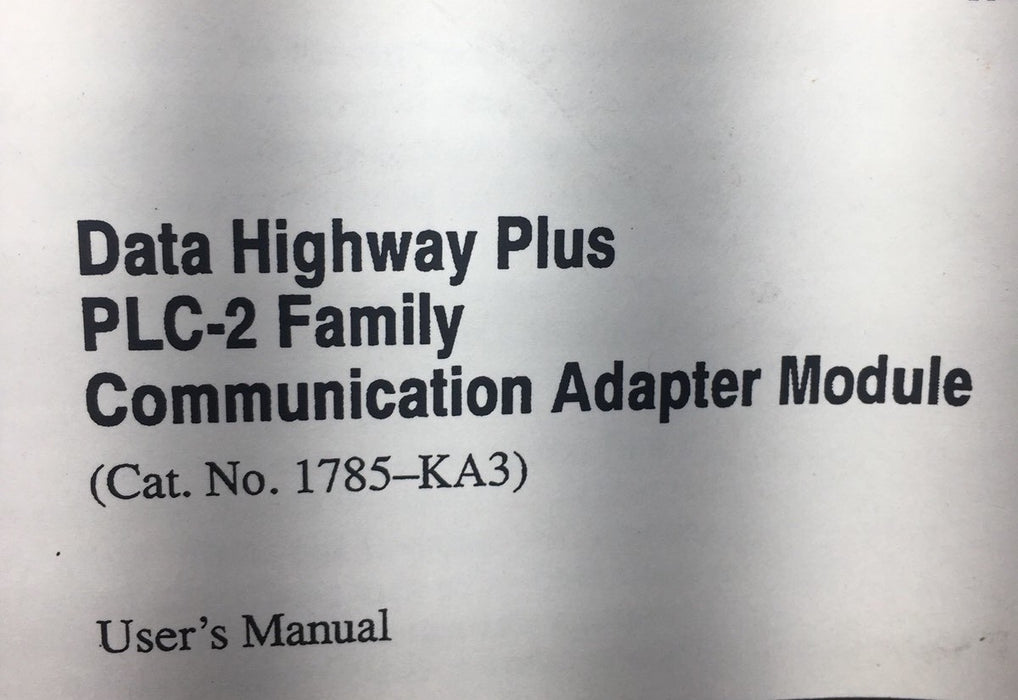 Data Highway Plus
PLC-2 Family
Communication Adapter Module
(Cat. No. 1785–KA3)
User's Manual